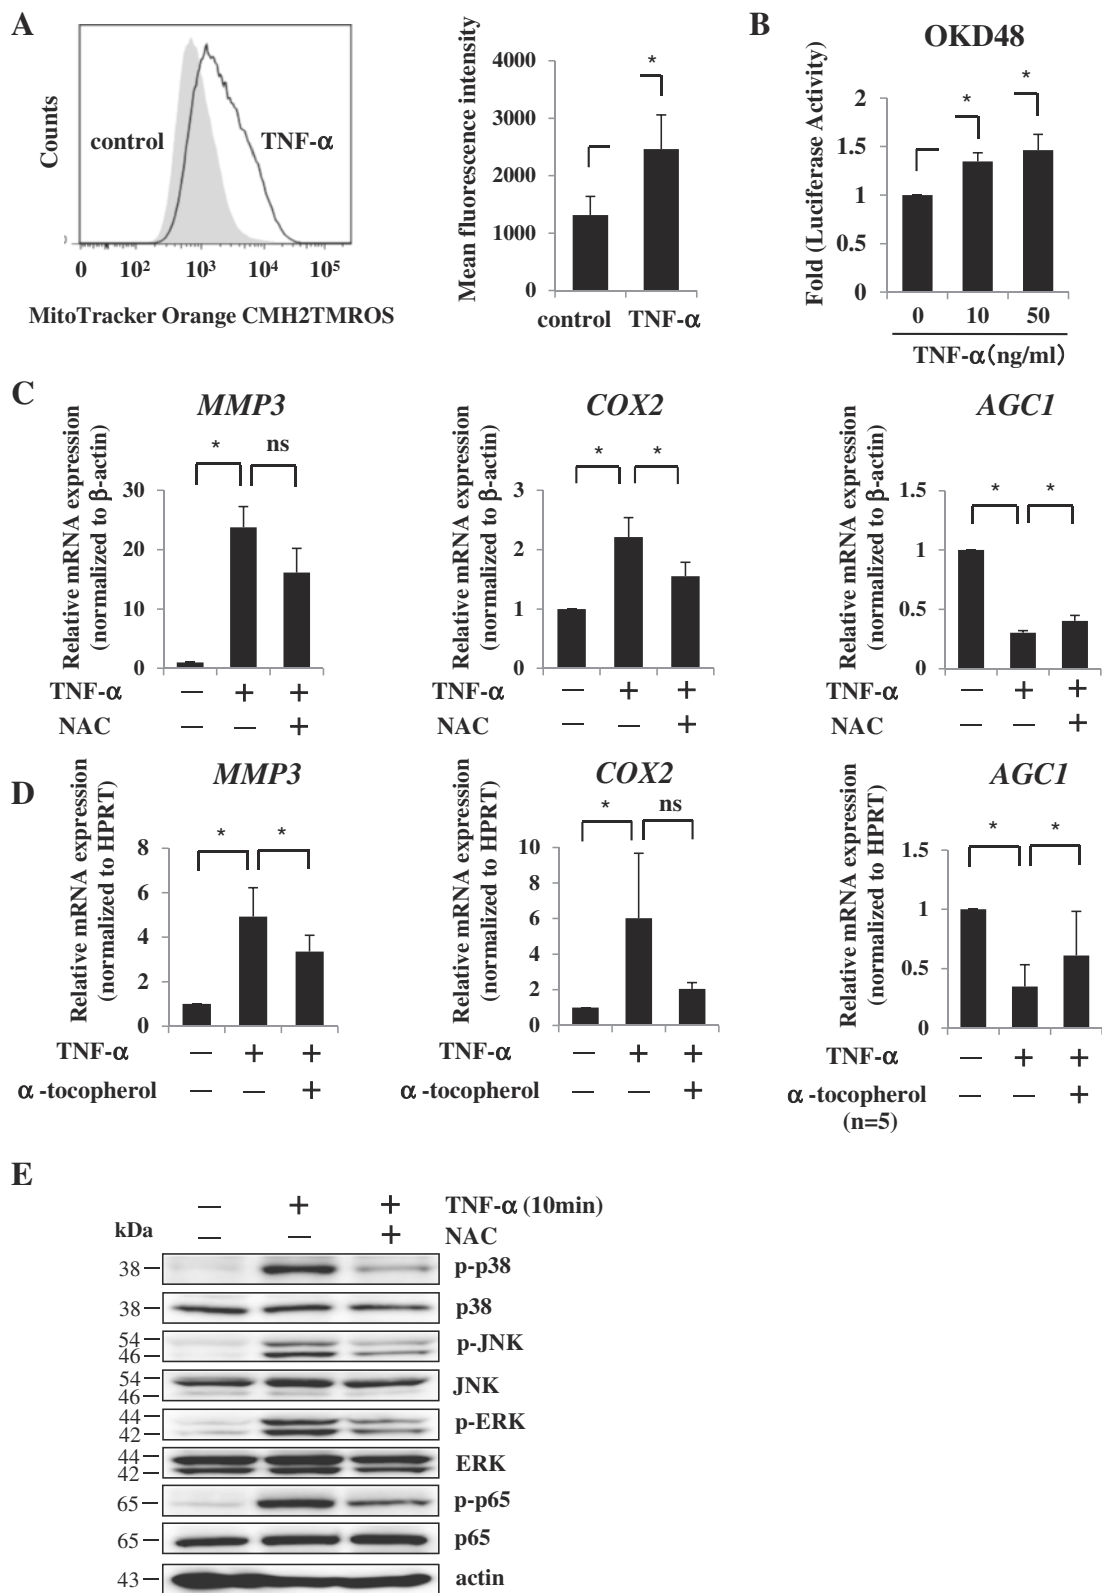 A
Counts
control
TNF-α
0 10² 10³ 10⁴ 10⁵
MitoTracker Orange CMH2TMROS
Mean fluorescence intensity
4000
3000
2000
1000
0
*
control TNF-α
B
OKD48
Fold (Luciferase Activity)
2
1.5
1
0.5
0
* *
0 10 50
TNF-α(ng/ml)
C
MMP3
Relative mRNA expression
(normalized to β-actin)
* ns
30
20
10
0
TNF-α — + +
NAC — — +
COX2
Relative mRNA expression
(normalized to β-actin)
* *
3
2
1
0
TNF-α — + +
NAC — — +
AGC1
Relative mRNA expression
(normalized to β-actin)
* *
1.5
1
0.5
0
TNF-α — + +
NAC — — +
D
MMP3
Relative mRNA expression
(normalized to HPRT)
* *
8
6
4
2
0
TNF-α — + +
α -tocopherol — — +
COX2
Relative mRNA expression
(normalized to HPRT)
* ns
10
8
6
4
2
0
TNF-α — + +
α -tocopherol — — +
AGC1
Relative mRNA expression
(normalized to HPRT)
* *
1.5
1
0.5
0
TNF-α — + +
α -tocopherol — — +
(n=5)
E
— + + TNF-α (10min)
kDa — — + NAC
38 — p-p38
38 — p38
54 —
46 — p-JNK
54 —
46 — JNK
44 —
42 — p-ERK
44 —
42 — ERK
65 — p-p65
65 — p65
43 — actin